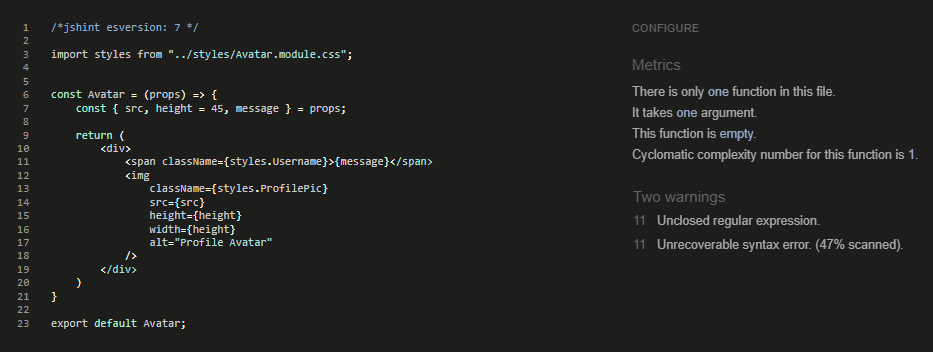 1 /*jshint esversion: 7 */
2
3 import styles from "../styles/Avatar.module.css";
4
5
6 const Avatar = (props) => {
7 const { src, height = 45, message } = props;
8
9 return (
10 <div>
11 <span className={styles.Username}>{message}</span>
12 <img
13 className={styles.ProfilePic}
14 src={src}
15 height={height}
16 width={height}
17 alt="Profile Avatar"
18 />
19 </div>
20 )
21 }
22
23 export default Avatar;
CONFIGURE
Metrics
There is only one function in this file.
It takes one argument.
This function is empty.
Cyclomatic complexity number for this function is 1.
Two warnings
11 Unclosed regular expression.
11 Unrecoverable syntax error. (47% scanned).